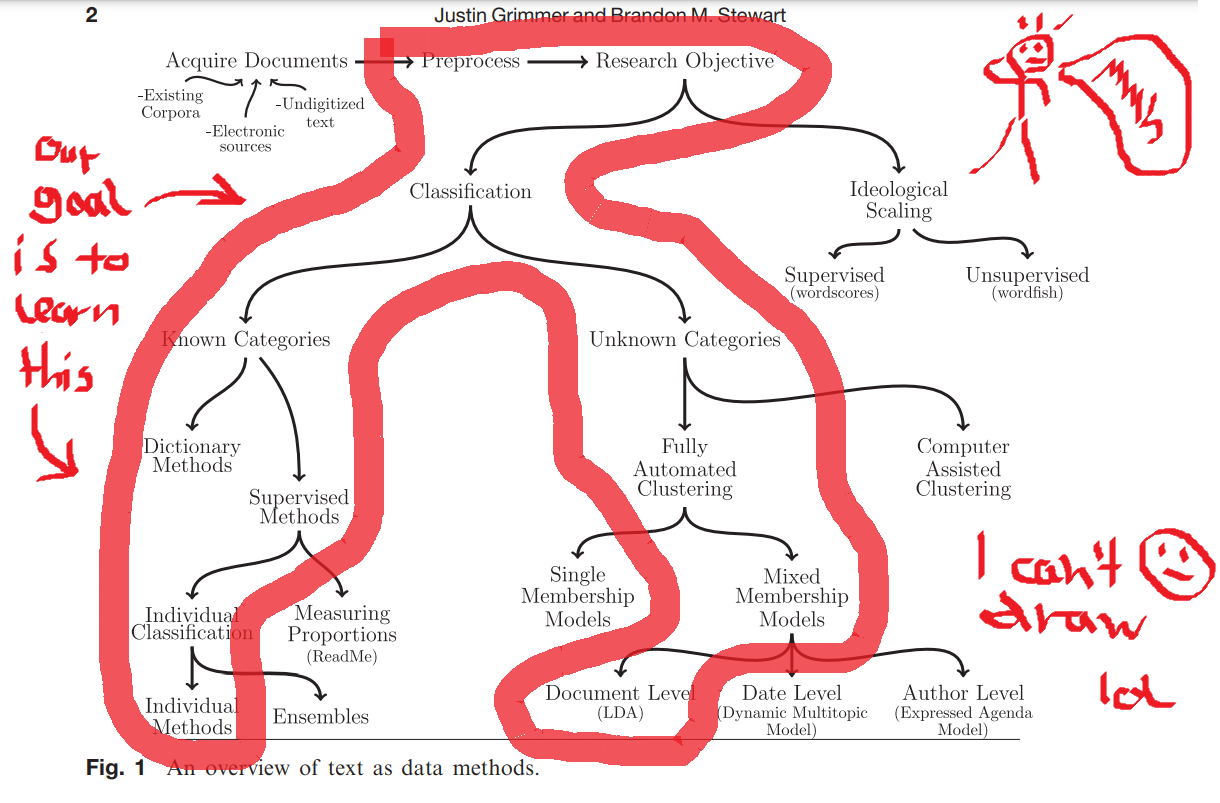 2
Justin Grimmer and Brandon M. Stewart
Acquire Documents
Preprocess
Research Objective
-Existing
Corpora
-Electronic
sources
-Undigitized
text
Our
goal
is to
learn
this
Classification
Ideological
Scaling
Supervised
(wordscores)
Unsupervised
(wordfish)
Known Categories
Unknown Categories
Dictionary
Methods
Supervised
Methods
Fully
Automated
Clustering
Computer
Assisted
Clustering
Individual
Classification
Measuring
Proportions
(ReadMe)
Single
Membership
Models
Mixed
Membership
Models
I can't
draw
lol
Individual
Methods
Ensembles
Document Level
(LDA)
Date Level
(Dynamic Multitopic
Model)
Author Level
(Expressed Agenda
Model)
Fig. 1 An overview of text as data methods.